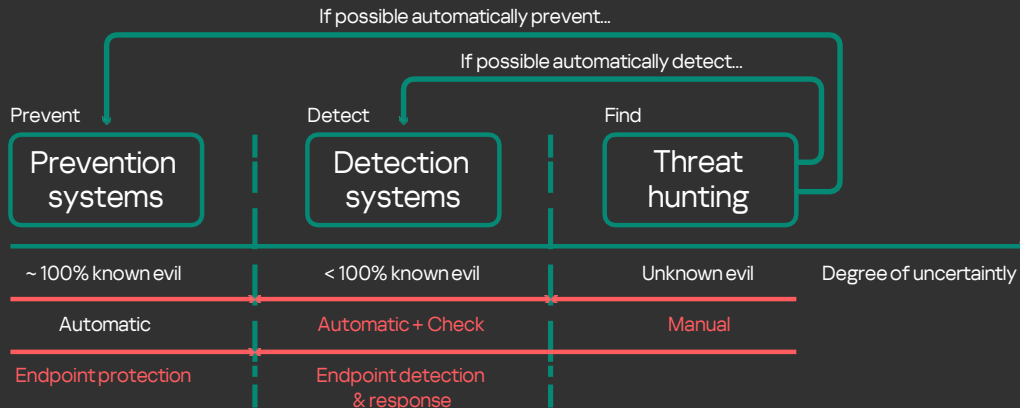 If possible automatically prevent...
If possible automatically detect...
Prevent
Detect
Find
Prevention
systems
Detection
systems
Threat
hunting
~ 100% known evil
< 100% known evil
Unknown evil
Degree of uncertaintly
Automatic
Automatic + Check
Manual
Endpoint protection
Endpoint detection
& response